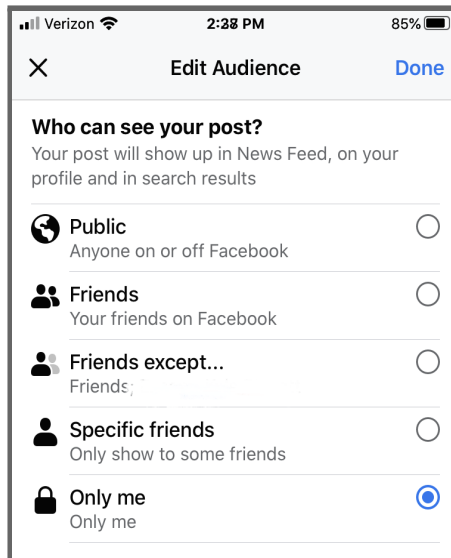 Verizon 2:28 PM 85%
Edit Audience Done
Who can see your post?
Your post will show up in News Feed, on your
profile and in search results
Public
Anyone on or off Facebook
Friends
Your friends on Facebook
Friends except...
Friends;
Specific friends
Only show to some friends
Only me
Only me